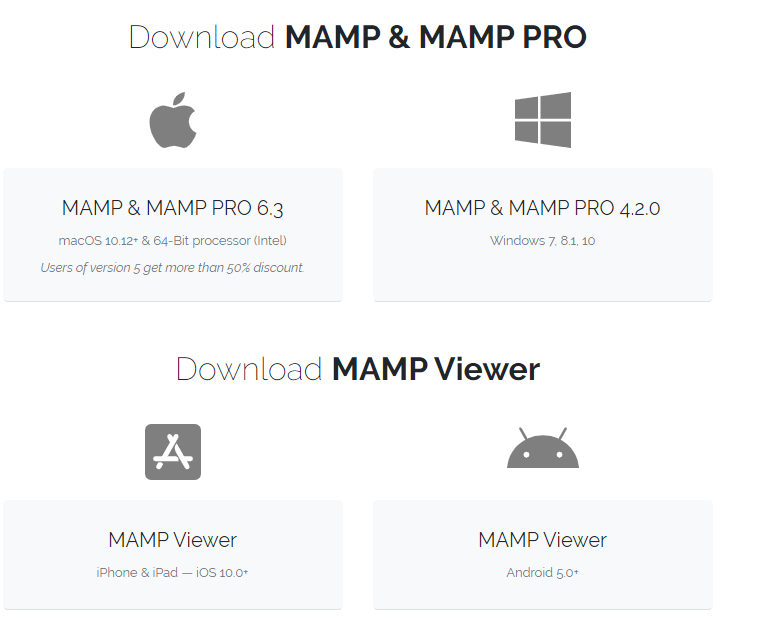 Download MAMP & MAMP PRO
MAMP & MAMP PRO 6.3
macOS 10.12+ & 64-Bit processor (Intel)
Users of version 5 get more than 50% discount.
MAMP & MAMP PRO 4.2.0
Windows 7, 8.1, 10
Download MAMP Viewer
MAMP Viewer
iPhone & iPad — iOS 10.0+
MAMP Viewer
Android 5.0+